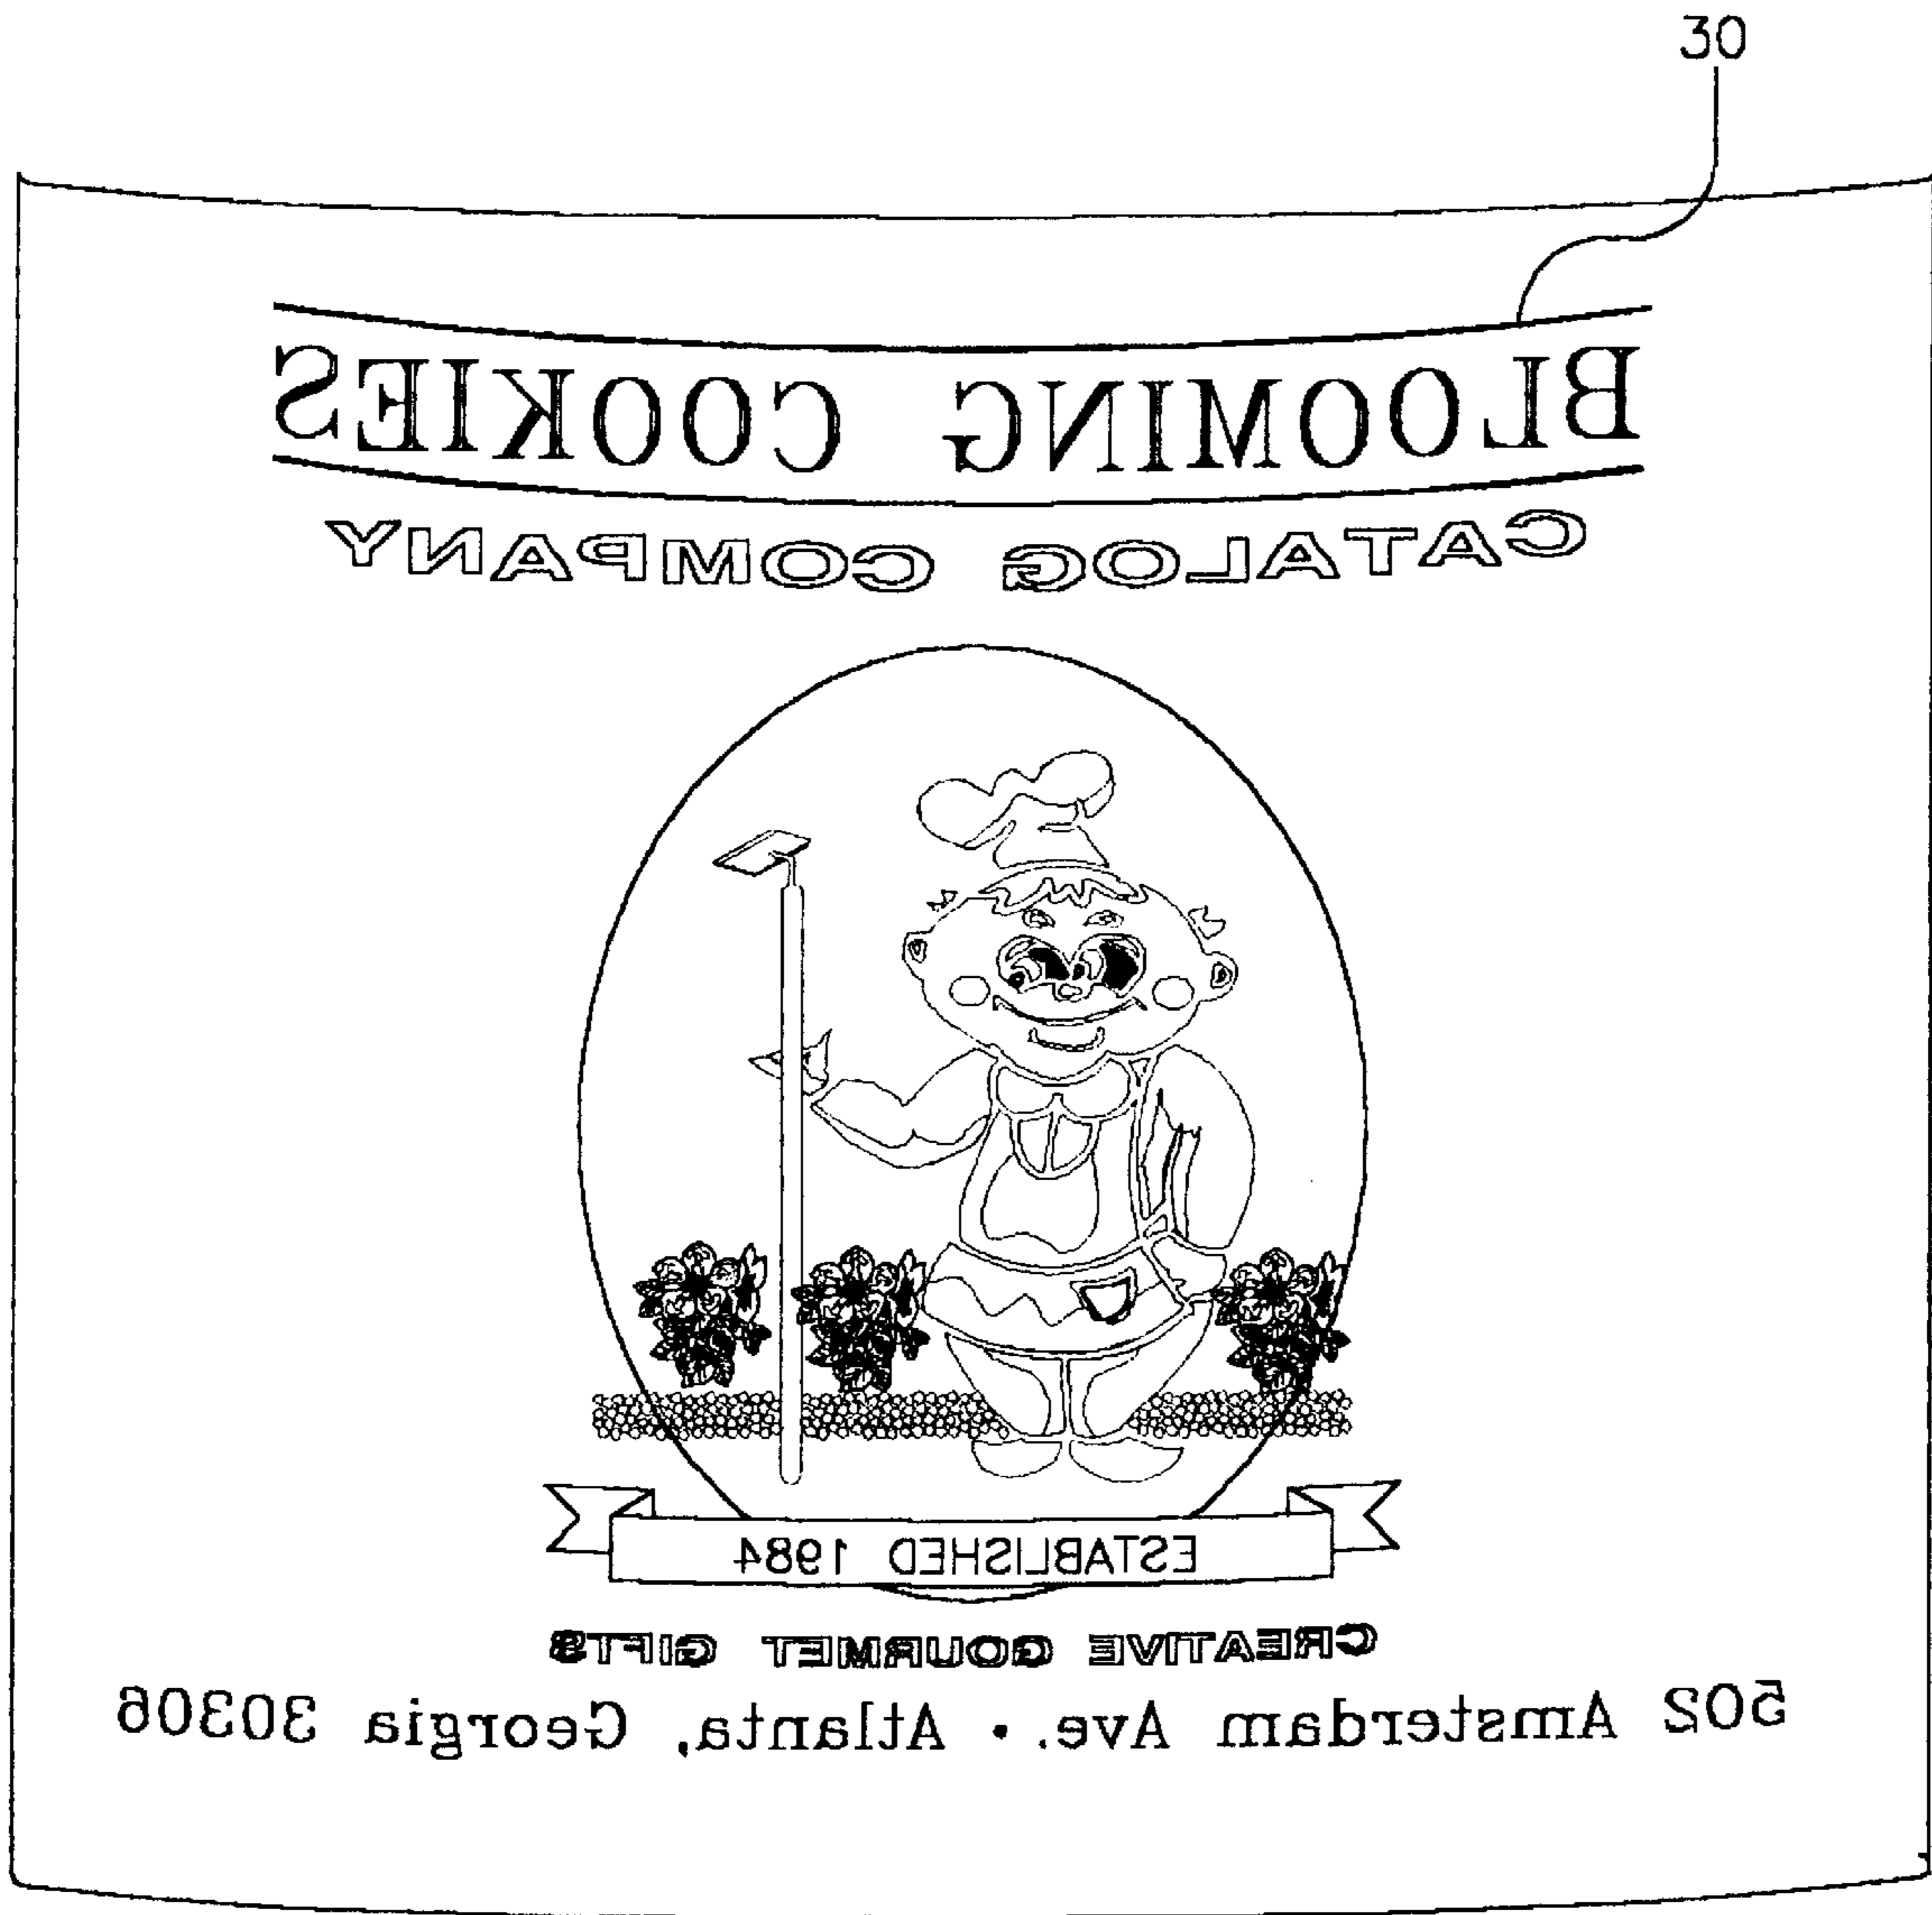 30
BLOOMING COOKIES
CATALOG COMPANY
ESTABLISHED 1984
CREATIVE GOURMET GIFTS
502 Amsterdam Ave. • Atlanta, Georgia 30306